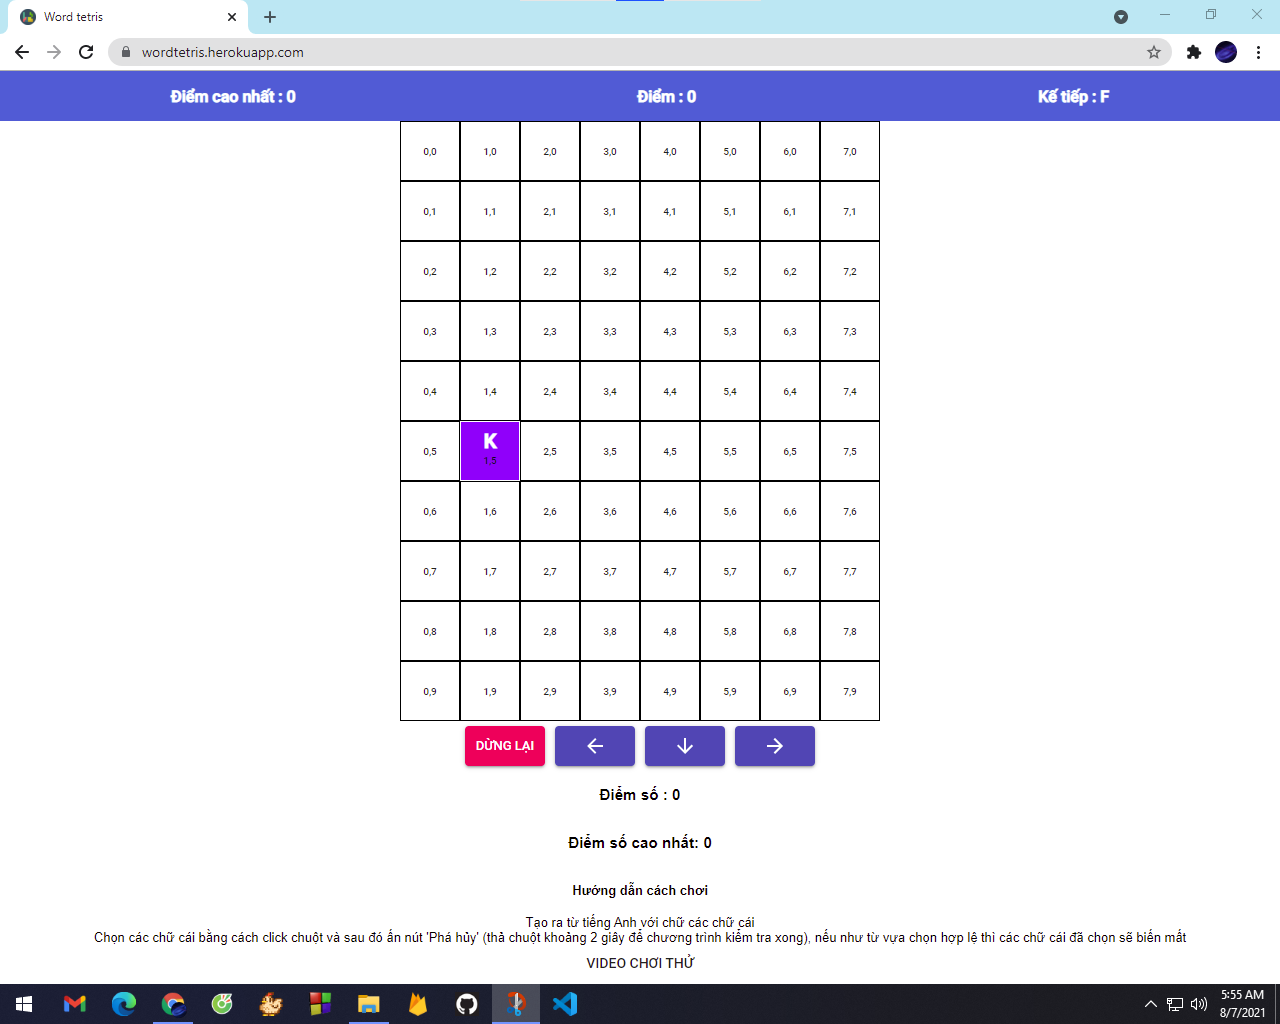 Word tetris
wordtetris.herokuapp.com
Điểm cao nhất : 0 Điểm : 0 Kế tiếp : F
0,0 1,0 2,0 3,0 4,0 5,0 6,0 7,0
0,1 1,1 2,1 3,1 4,1 5,1 6,1 7,1
0,2 1,2 2,2 3,2 4,2 5,2 6,2 7,2
0,3 1,3 2,3 3,3 4,3 5,3 6,3 7,3
0,4 1,4 2,4 3,4 4,4 5,4 6,4 7,4
K
0,5 1,5 2,5 3,5 4,5 5,5 6,5 7,5
0,6 1,6 2,6 3,6 4,6 5,6 6,6 7,6
0,7 1,7 2,7 3,7 4,7 5,7 6,7 7,7
0,8 1,8 2,8 3,8 4,8 5,8 6,8 7,8
0,9 1,9 2,9 3,9 4,9 5,9 6,9 7,9
DỪNG LẠI
Điểm số : 0
Điểm số cao nhất: 0
Hướng dẫn cách chơi
Tạo ra từ tiếng Anh với chữ các chữ cái
Chọn các chữ cái bằng cách click chuột và sau đó ấn nút 'Phá hủy' (thả chuột khoảng 2 giây để chương trình kiểm tra xong), nếu như từ vựa chọn hợp lệ thì các chữ cái đã chọn sẽ biến mất
VIDEO CHƠI THỬ
5:55 AM
8/7/2021